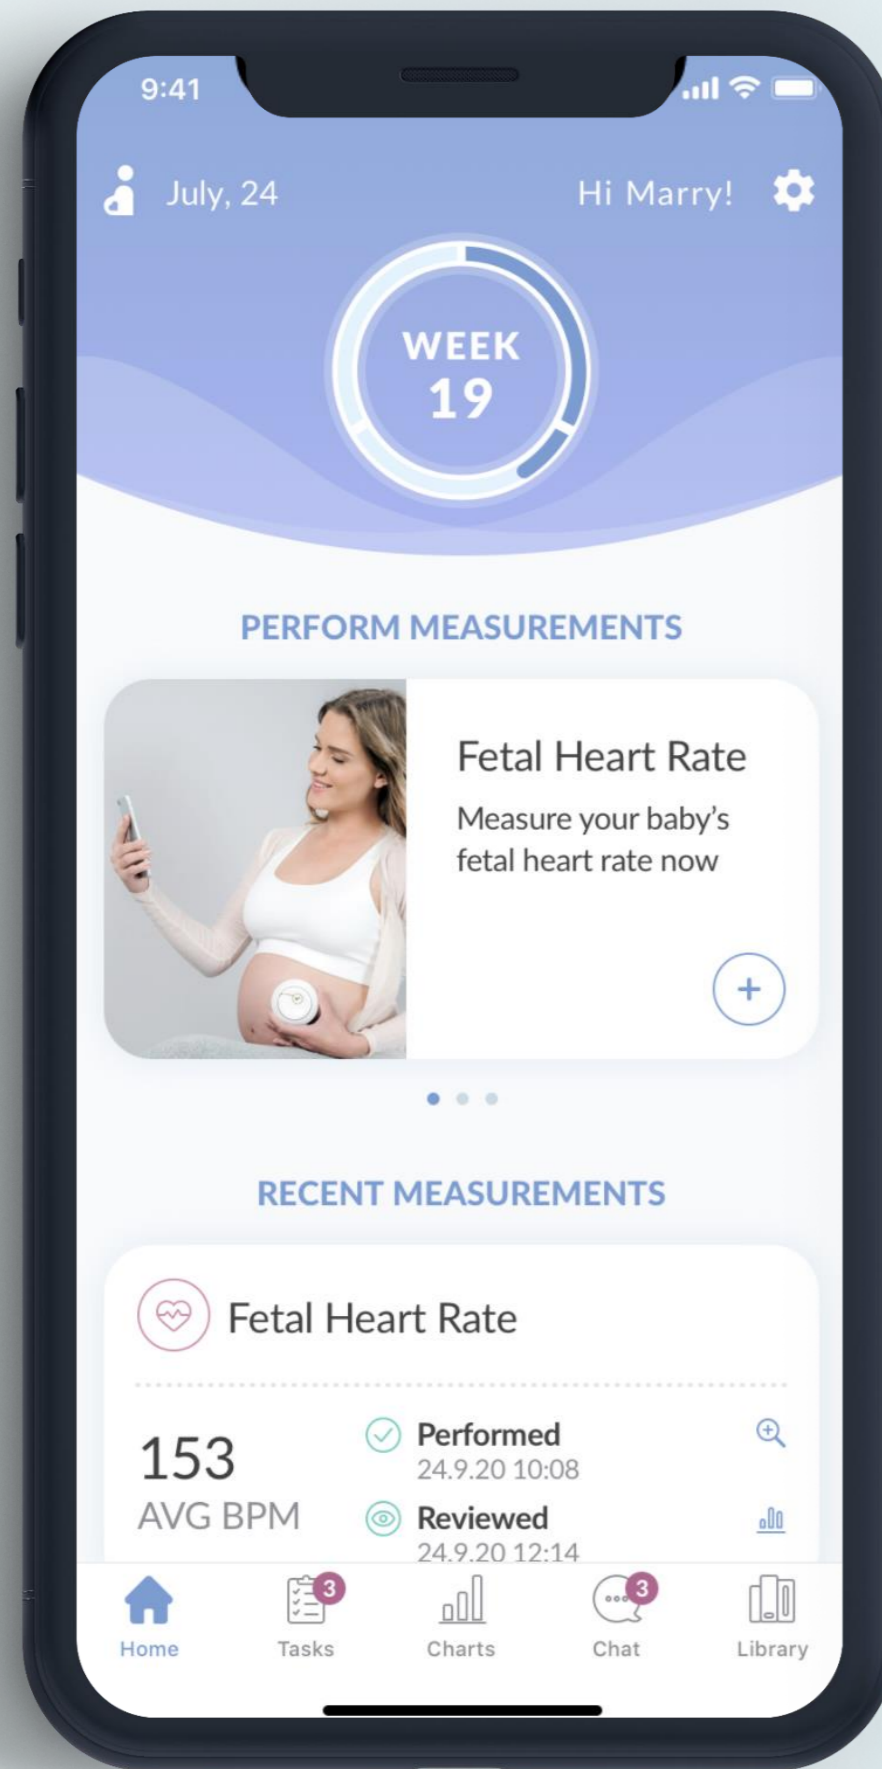 9:41
July, 24
Hi Marry!
WEEK
19
PERFORM MEASUREMENTS
Fetal Heart Rate
Measure your baby's
fetal heart rate now
RECENT MEASUREMENTS
Fetal Heart Rate
153
AVG BPM
Performed
24.9.20 10:08
Reviewed
24.9.20 12:14
3
3
Home
Tasks
Charts
Chat
Library